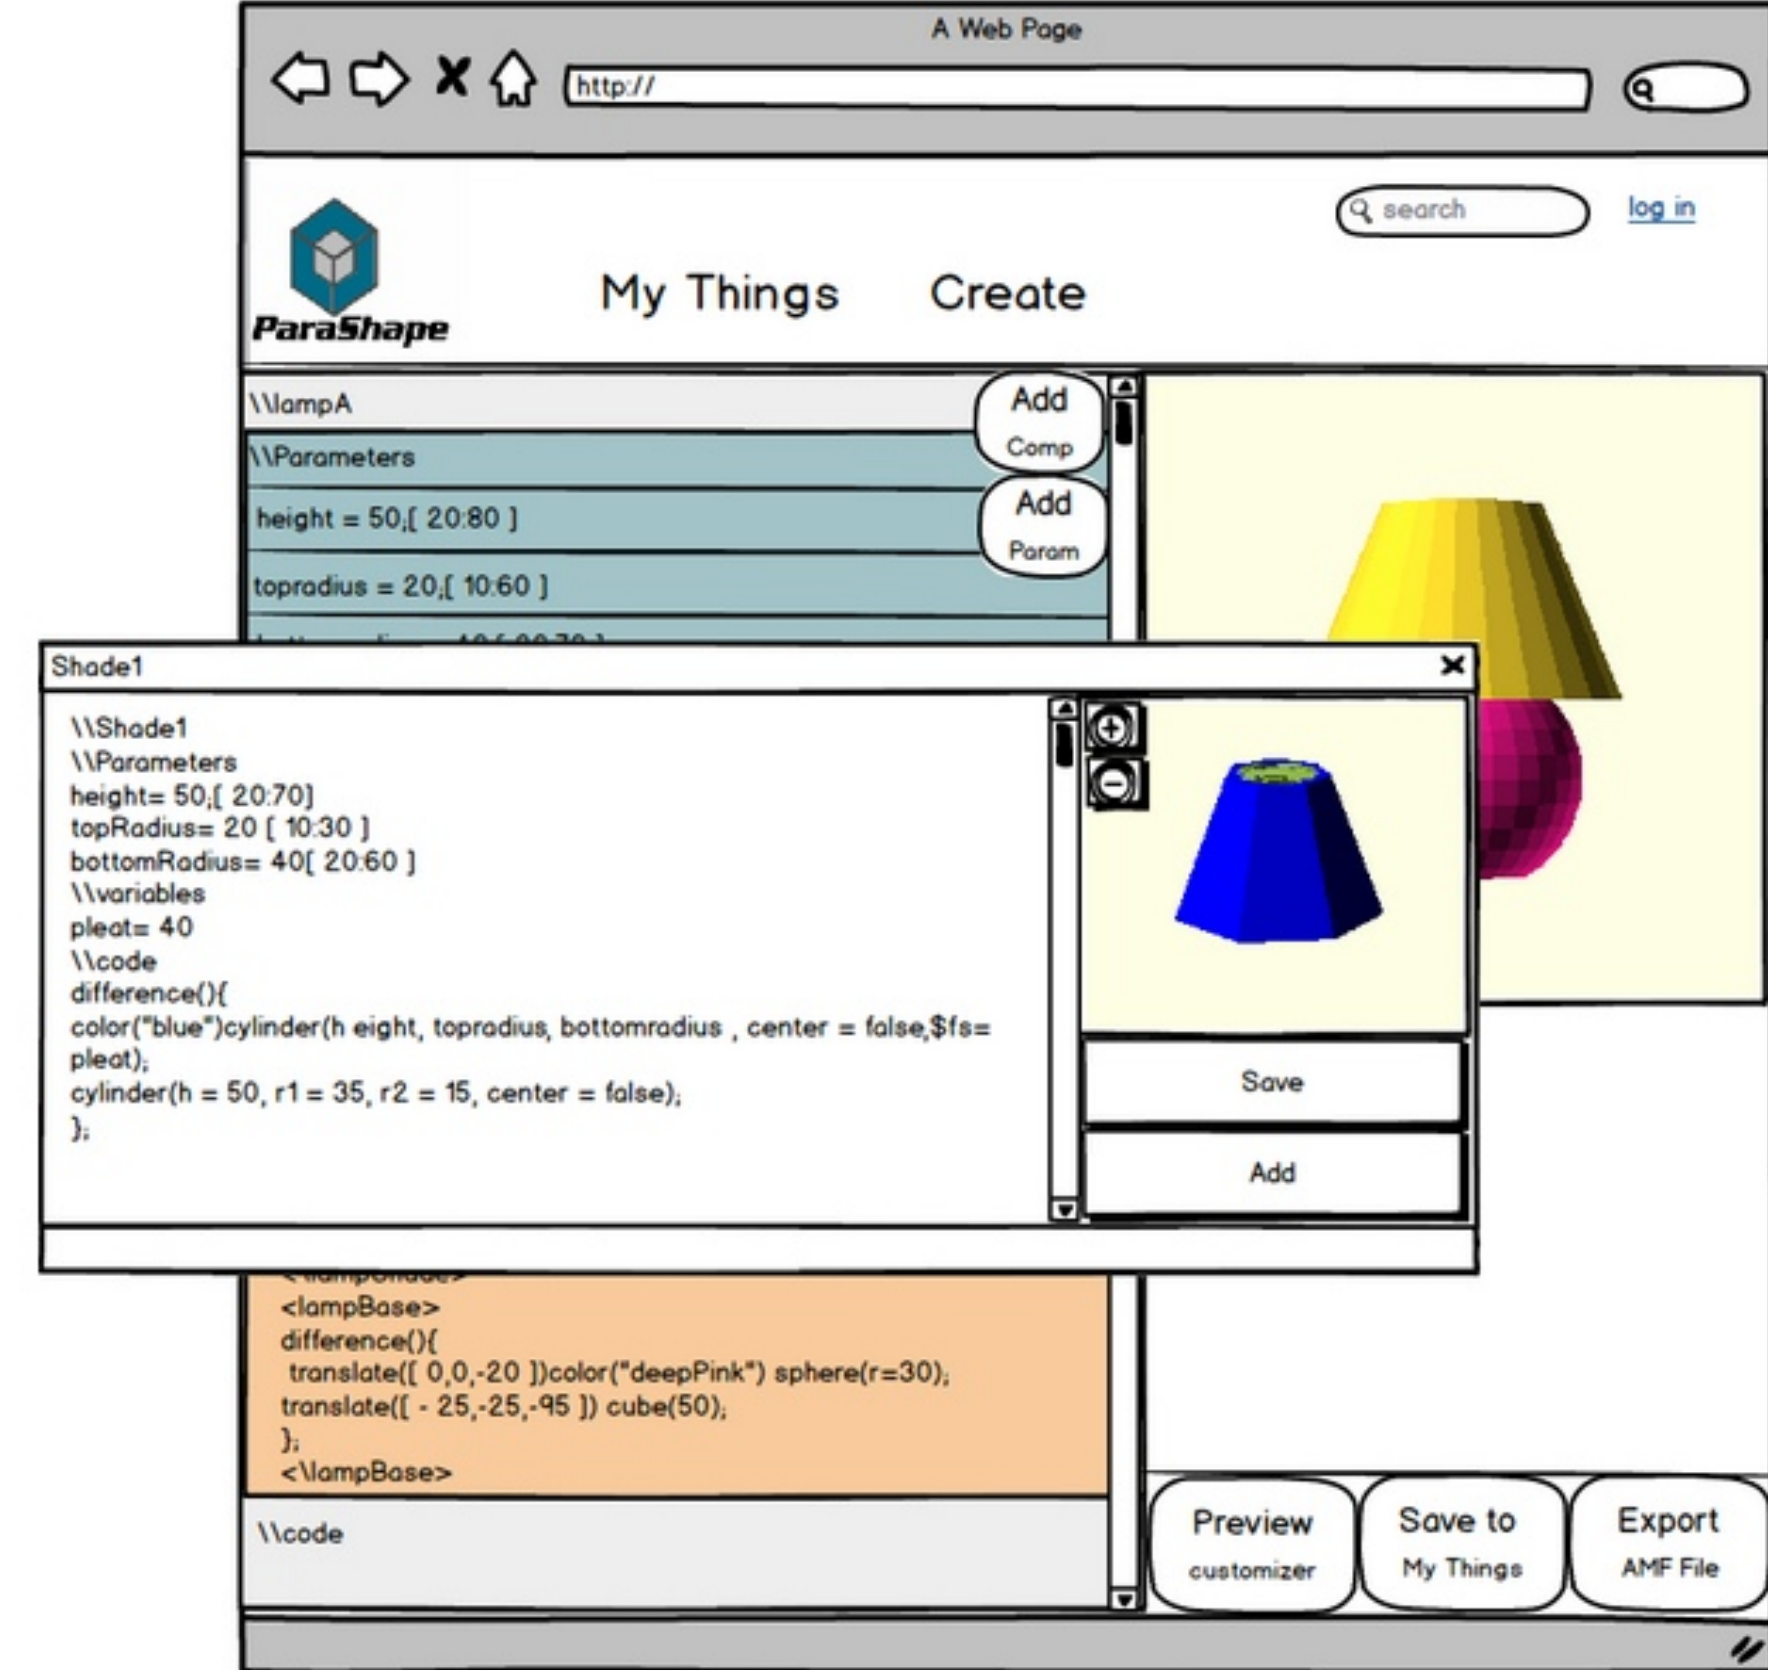 A Web Page
http://
search
log in
ParaShape
My Things
Create
\\lampA
Add
Comp
\\Parameters
Add
Param
height = 50;[ 20:80 ]
topradius = 20;[ 10:60 ]
Shade1
\\Shade1
\\Parameters
height= 50;[ 20:70]
topRadius= 20 [ 10:30 ]
bottomRadius= 40[ 20:60 ]
\\variables
pleat= 40
\\code
difference(){
color("blue")cylinder(h eight, topradius, bottomradius , center = false,$fs=
pleat);
cylinder(h = 50, r1 = 35, r2 = 15, center = false);
};
Save
Add
<lampBase>
difference(){
translate([ 0,0,-20 ])color("deepPink") sphere(r=30);
translate([ - 25,-25,-95 ]) cube(50);
};
<\lampBase>
\\code
Preview
customizer
Save to
My Things
Export
AMF File